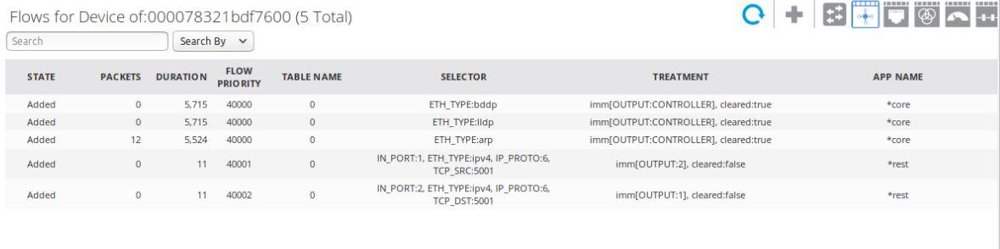 Flows for Device of:000078321bdf7600 (5 Total)
Search Search By
STATE PACKETS DURATION FLOW PRIORITY TABLE NAME SELECTOR TREATMENT APP NAME
Added 0 5,715 40000 0 ETH_TYPE:bddp imm[OUTPUT:CONTROLLER], cleared:true *core
Added 0 5,715 40000 0 ETH_TYPE:lldp imm[OUTPUT:CONTROLLER], cleared:true *core
Added 12 5,524 40000 0 ETH_TYPE:arp imm[OUTPUT:CONTROLLER], cleared:true *core
Added 0 11 40001 0 IN_PORT:1, ETH_TYPE:ipv4, IP_PROTO:6, TCP_SRC:5001 imm[OUTPUT:2], cleared:false *rest
Added 0 11 40002 0 IN_PORT:2, ETH_TYPE:ipv4, IP_PROTO:6, TCP_DST:5001 imm[OUTPUT:1], cleared:false *rest